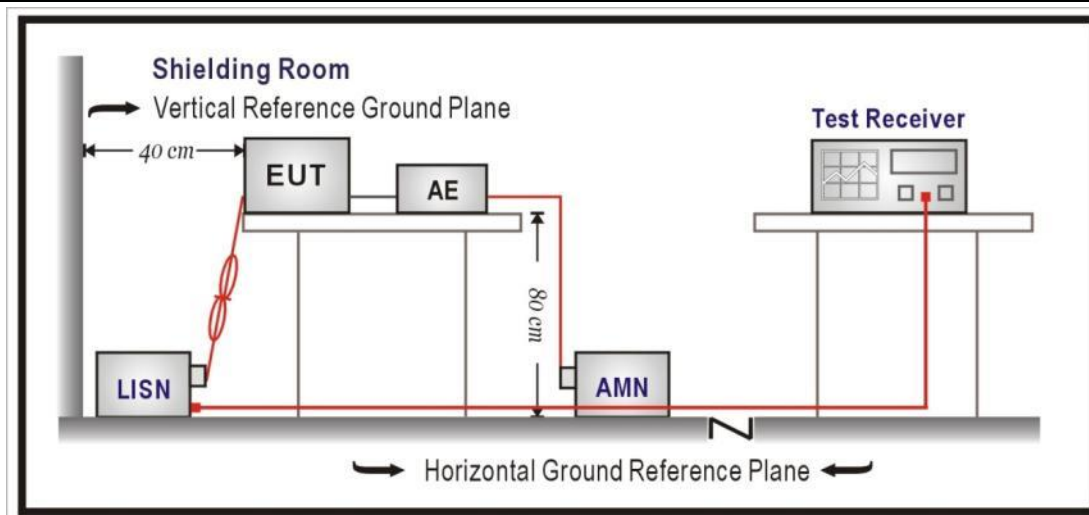 Shielding Room
Vertical Reference Ground Plane
40 cm
EUT
AE
Test Receiver
80 cm
LISN
AMN
Horizontal Ground Reference Plane